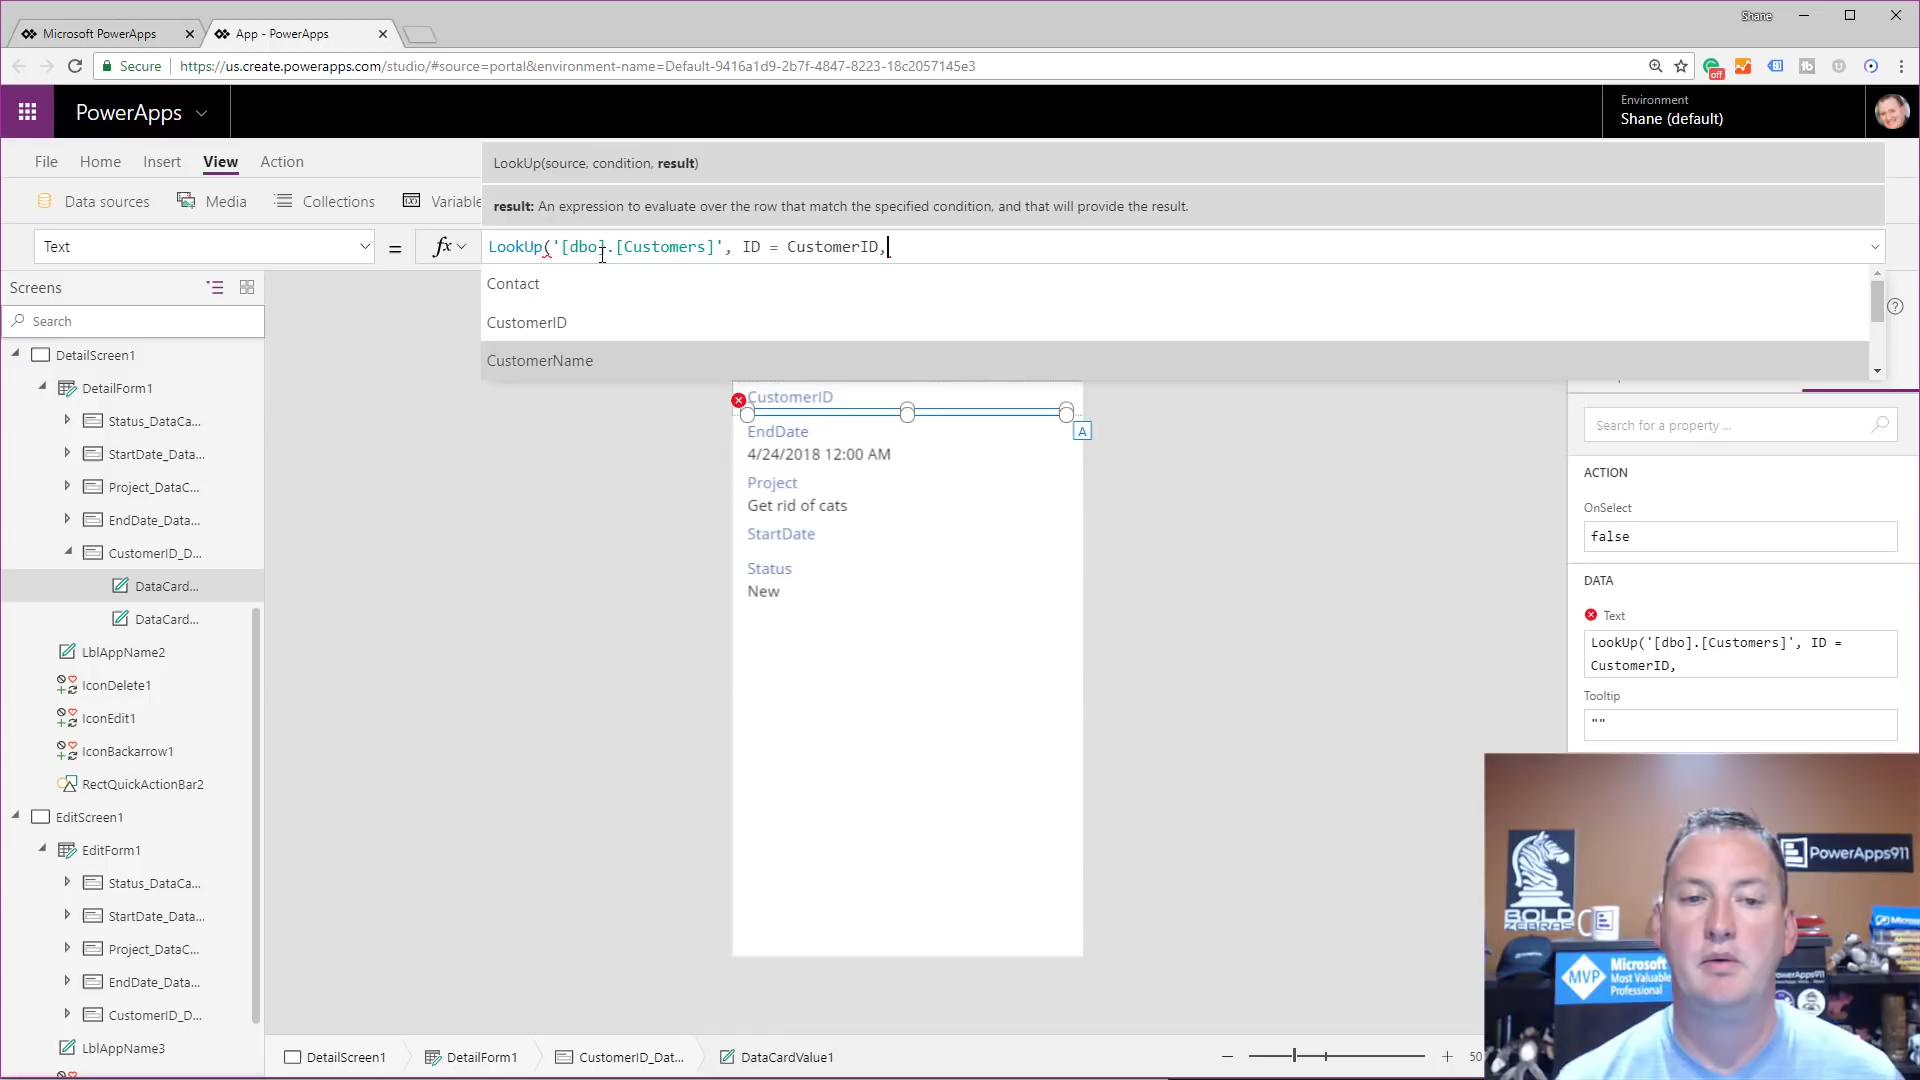 Microsoft PowerApps
App - PowerApps
Shane
Secure
https://us.create.powerapps.com/studio/#source=portal&environment-name=Default-9416a1d9-2b7f-4847-8223-18c2057145e3
off
PowerApps
Environment
Shane (default)
File
Home
Insert
View
Action
LookUp(source, condition, result)
Data sources
Media
Collections
Variable
result: An expression to evaluate over the row that match the specified condition, and that will provide the result.
Text
=
fx
LookUp('[dbo].[Customers]', ID = CustomerID,
Contact
CustomerID
CustomerName
Screens
Search
DetailScreen1
DetailForm1
Status_DataCa...
StartDate_Data...
Project_DataC...
EndDate_Data...
CustomerID_D...
DataCard...
DataCard...
LblAppName2
IconDelete1
IconEdit1
IconBackarrow1
RectQuickActionBar2
EditScreen1
EditForm1
Status_DataCa...
StartDate_Data...
Project_DataC...
EndDate_Data...
CustomerID_D...
LblAppName3
CustomerID
A
EndDate
4/24/2018 12:00 AM
Project
Get rid of cats
StartDate
Status
New
Search for a property ...
ACTION
OnSelect
false
DATA
Text
LookUp('[dbo].[Customers]', ID =
CustomerID,
Tooltip
""
PowerApps911
BOLD
ZEBRAS
MVP
Microsoft
Most Valuable
Professional
PowerApps911
DetailScreen1
DetailForm1
CustomerID_Dat...
DataCardValue1
50